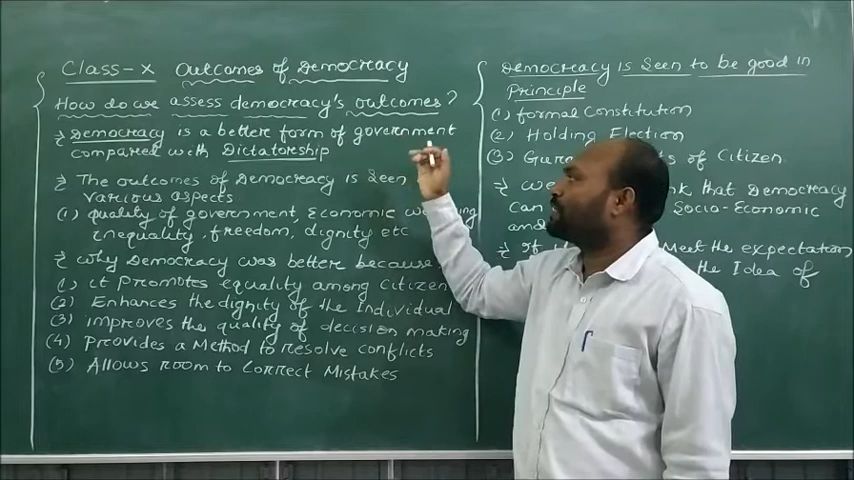 Class-X Outcomes of Democracy
How do we assess democracy's outcomes?
Democracy is a better form of government
compared with Dictatorship
The outcomes of Democracy is Seen
various aspects
(1) quality of government, Economic
inequality, freedom, dignity etc
why Democracy was better because
(1) it promotes equality among Citizen
(2) Enhances the dignity of the Individual
(3) improves the quality of decision making
(4) Provides a Method to resolve conflicts
(5) Allows room to Correct Mistakes
Democracy is Seen to be good in
Principle
(1) formal Constitution
(2) Holding Election
(3) of Citizen
that Democracy
can Socio-Economic
and
Meet the expectation
the Idea of